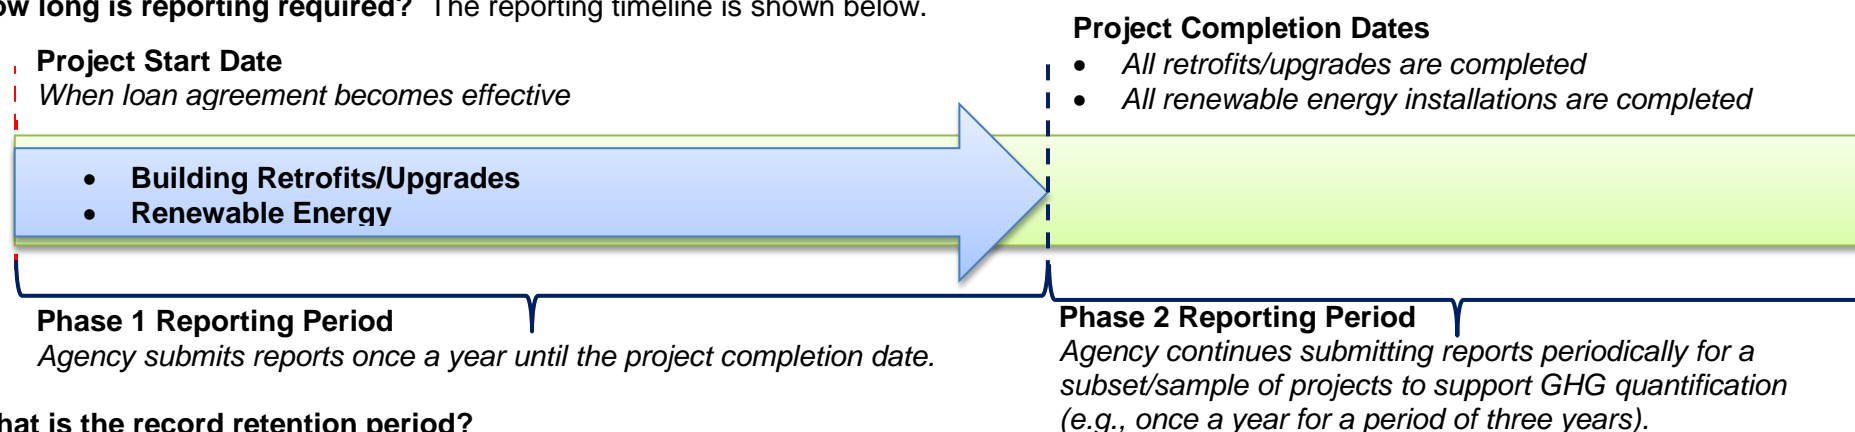 long is reporting required? The reporting timeline is shown below.
Project Start Date
When loan agreement becomes effective
Project Completion Dates
• All retrofits/upgrades are completed
• All renewable energy installations are completed
• Building Retrofits/Upgrades
• Renewable Energy
Phase 1 Reporting Period
Agency submits reports once a year until the project completion date.
Phase 2 Reporting Period
Agency continues submitting reports periodically for a
subset/sample of projects to support GHG quantification
(e.g., once a year for a period of three years).
is the record retention period?